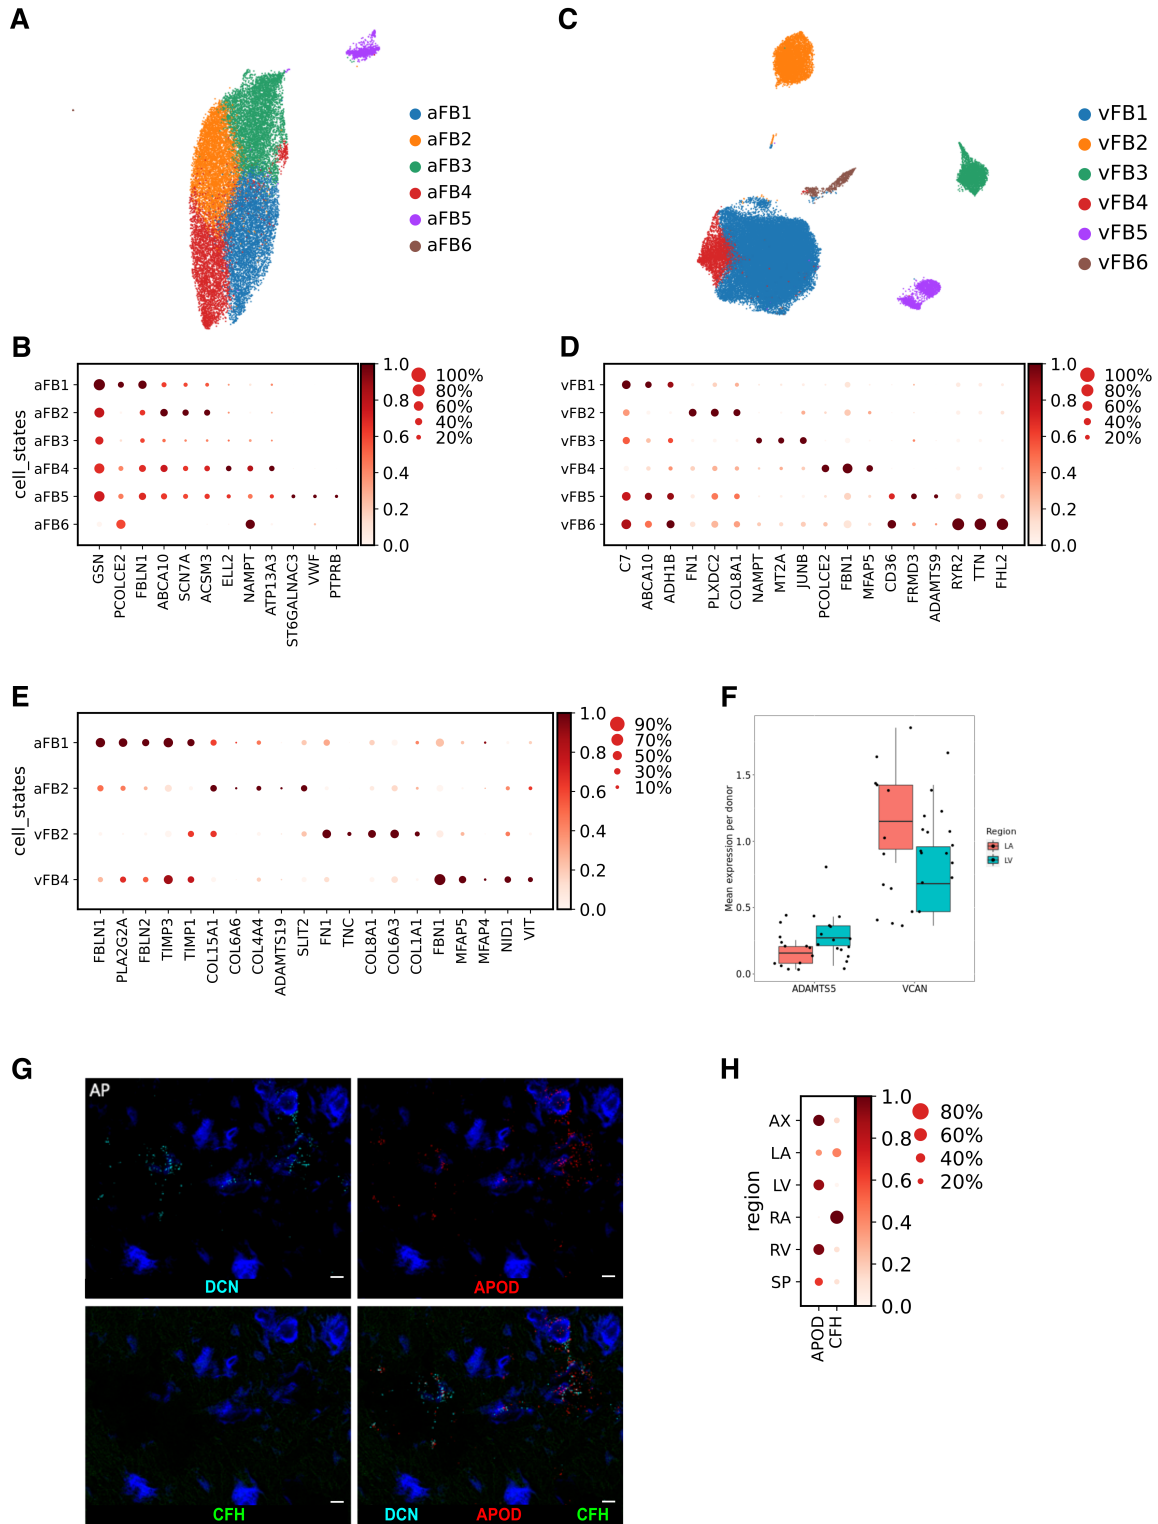 A
aFB1
aFB2
aFB3
aFB4
aFB5
aFB6
C
vFB1
vFB2
vFB3
vFB4
vFB5
vFB6
B
cell_states
aFB1
aFB2
aFB3
aFB4
aFB5
aFB6
GSN
PCOLCE2
FBLN1
ABCA10
SCN7A
ACSM3
ELL2
NAMPT
ATP13A3
ST6GALNAC3
VWF
PTPRB
1.0
0.8
0.6
0.4
0.2
0.0
100%
80%
60%
40%
20%
D
cell_states
vFB1
vFB2
vFB3
vFB4
vFB5
vFB6
C7
ABCA10
ADH1B
FN1
PLXDC2
COL8A1
NAMPT
MT2A
JUNB
PCOLCE2
FBN1
MFAP5
CD36
FRMD3
ADAMTS9
RYR2
TTN
FHL2
1.0
0.8
0.6
0.4
0.2
0.0
100%
80%
60%
40%
20%
E
cell_states
aFB1
aFB2
vFB2
vFB4
FBLN1
PLA2G2A
FBLN2
TIMP3
TIMP1
COL15A1
COL6A6
COL4A4
ADAMTS19
SLIT2
FN1
TNC
COL8A1
COL6A3
COL1A1
FBN1
MFAP5
MFAP4
NID1
VIT
1.0
0.8
0.6
0.4
0.2
0.0
90%
70%
50%
30%
10%
F
Mean expression per donor
1.5
1.0
0.5
0.0
ADAMTS5
VCAN
Region
LA
LV
G
AP
DCN
APOD
CFH
DCN APOD CFH
H
region
AX
LA
LV
RA
RV
SP
APOD
CFH
1.0
0.8
0.6
0.4
0.2
0.0
80%
60%
40%
20%